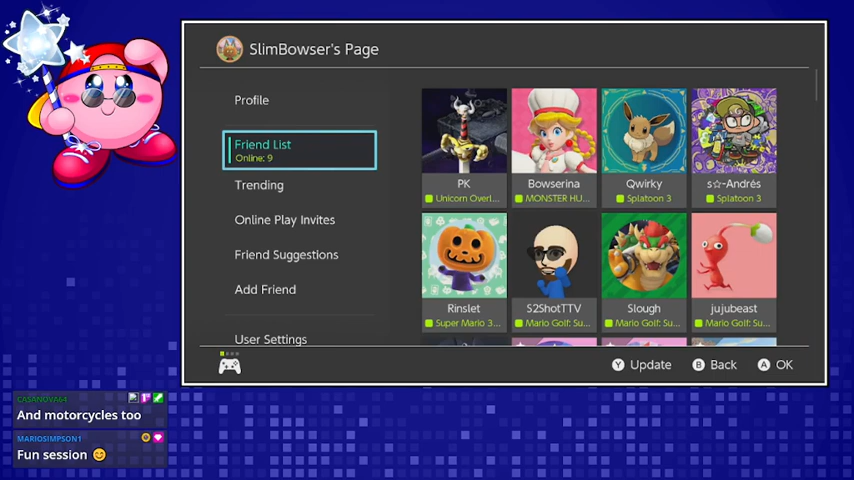 SlimBowser's Page
Profile
Friend List
Online: 9
Trending
Online Play Invites
Friend Suggestions
Add Friend
User Settings
PK
Unicorn Overl...
Bowserina
MONSTER HU...
Qwirky
Splatoon 3
s☆-Andrés
Splatoon 3
Rinslet
Super Mario 3...
S2ShotTTV
Mario Golf: Su...
Slough
Mario Golf: Su...
jujubeast
Mario Golf: Su...
Y Update
B Back
A OK
CASANOVA64
And motorcycles too
MARIOSIMPSON1
Fun session 😊